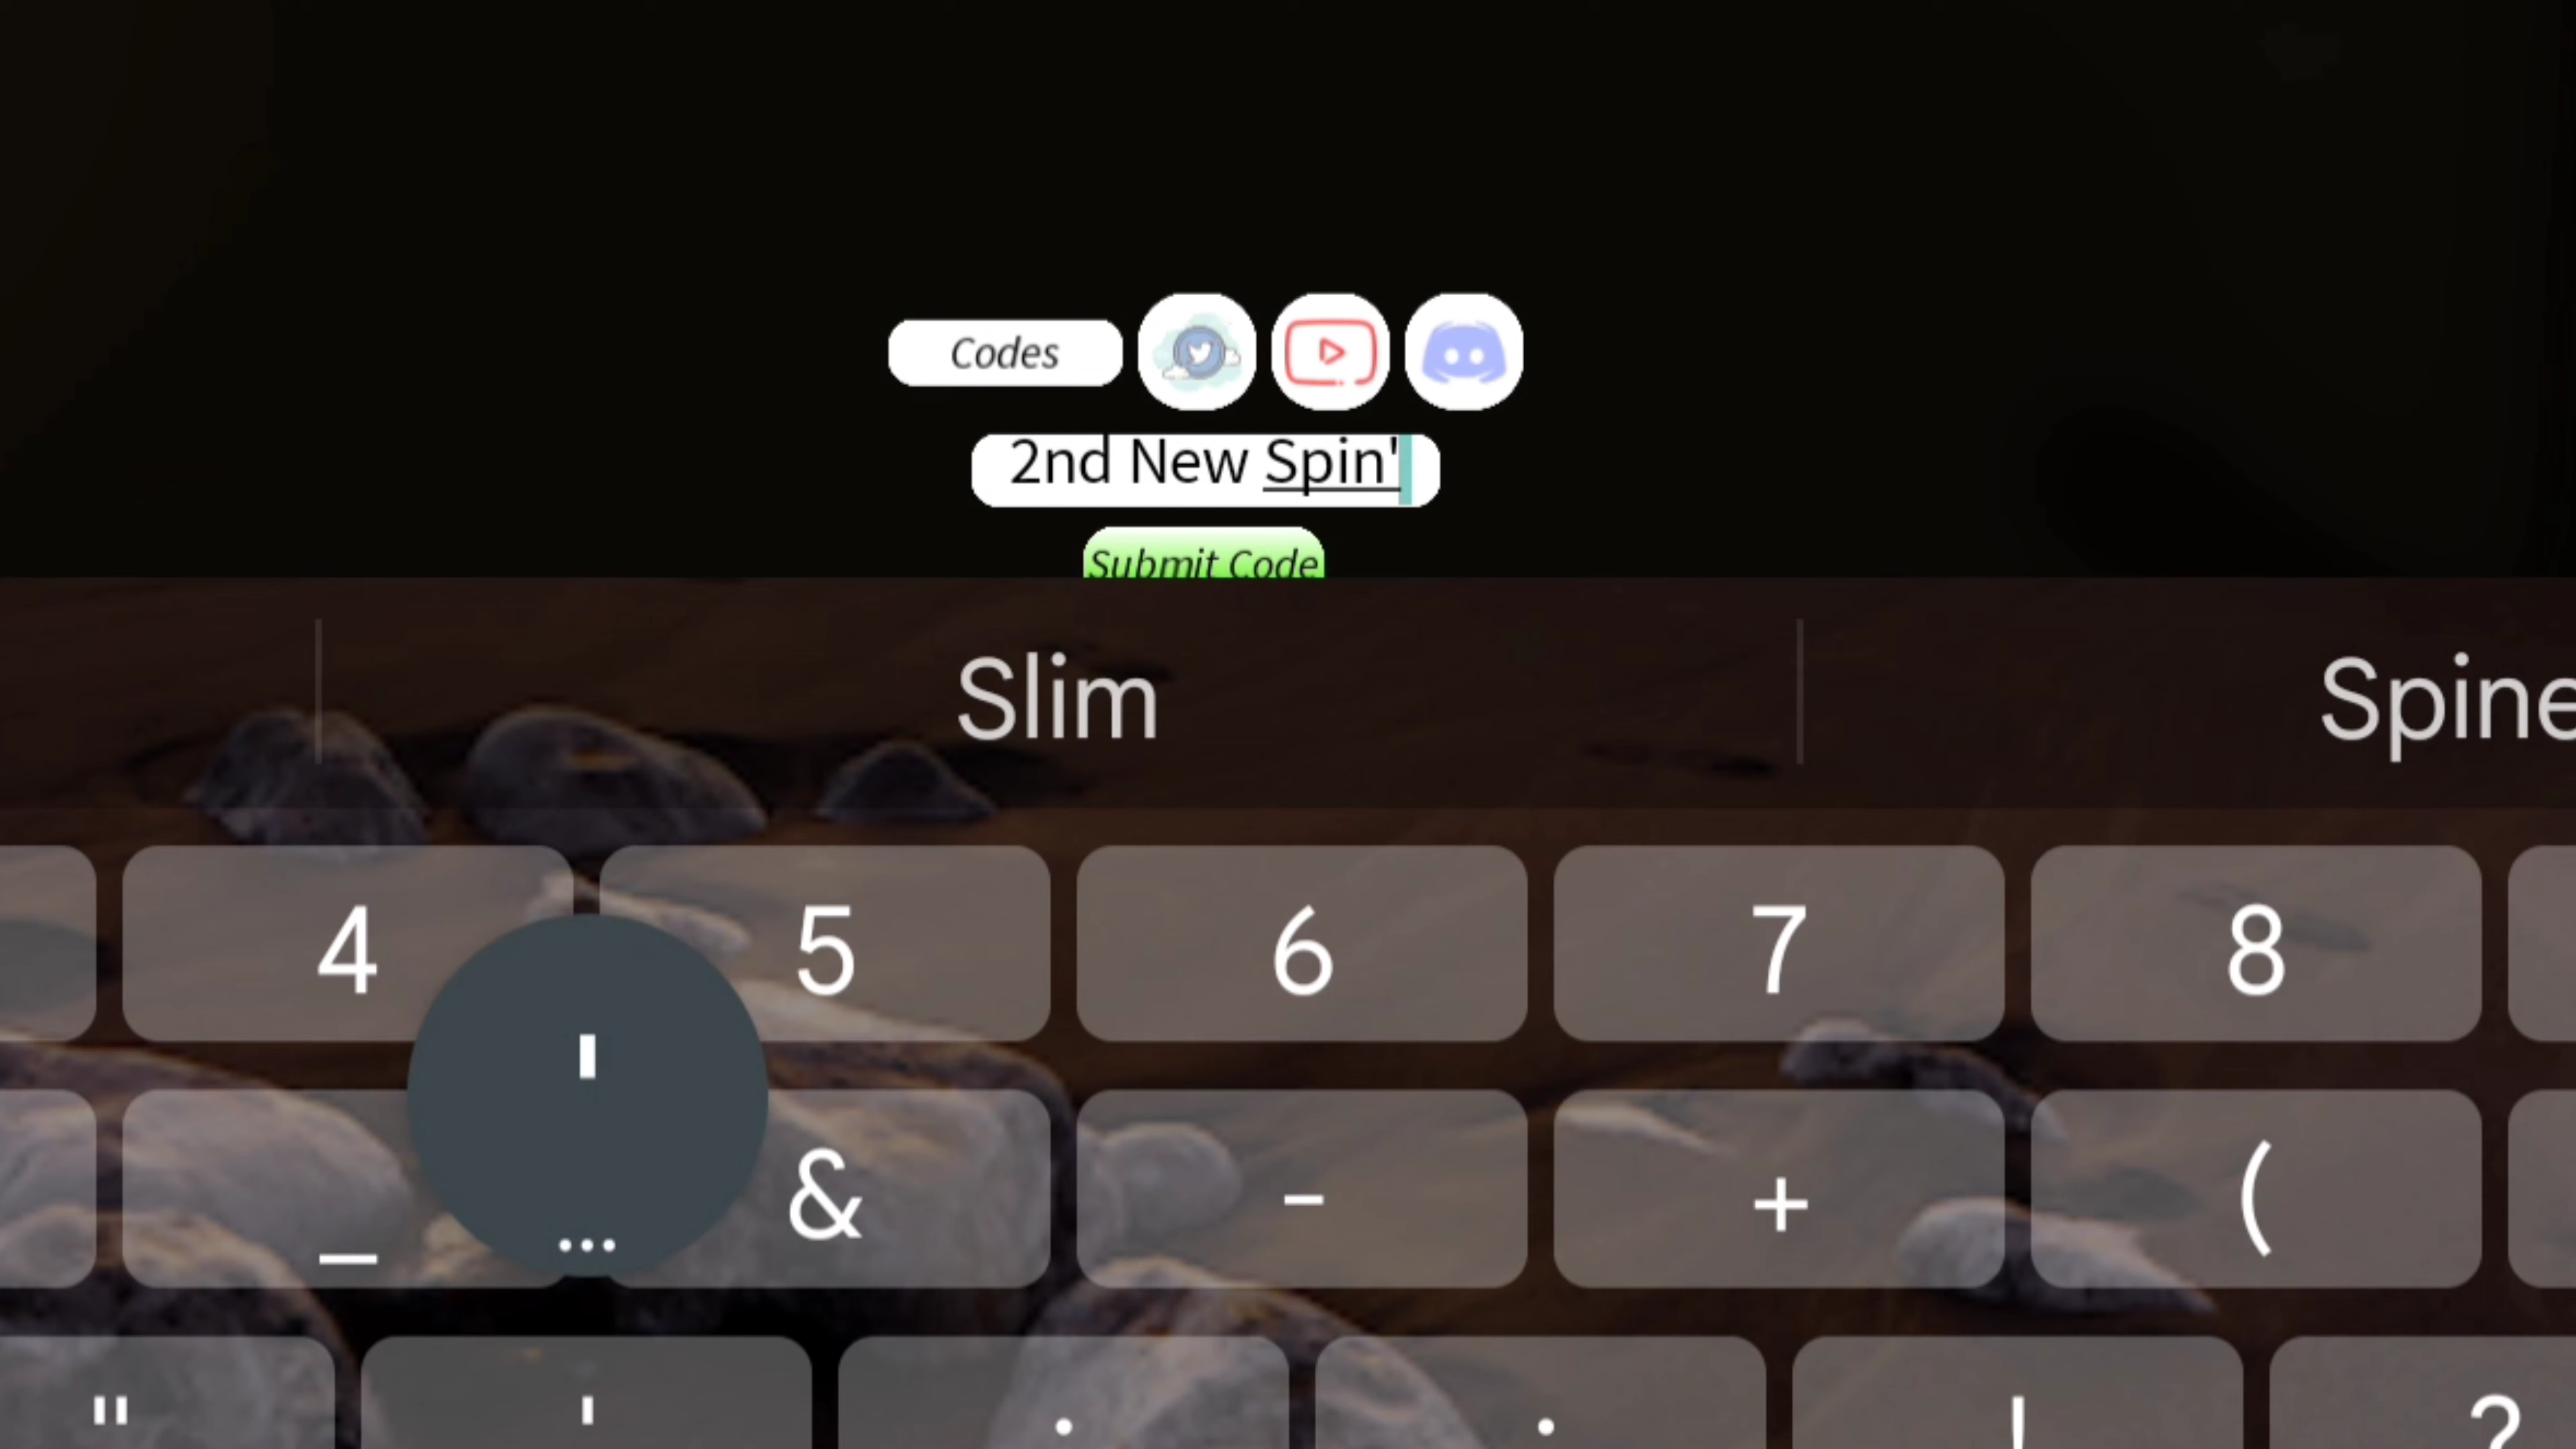 Codes
2nd New Spin'
Submit Code
Slim
Spine
4 5 6 7 8
'
...
_ & - + (
" ' : ; ! ?